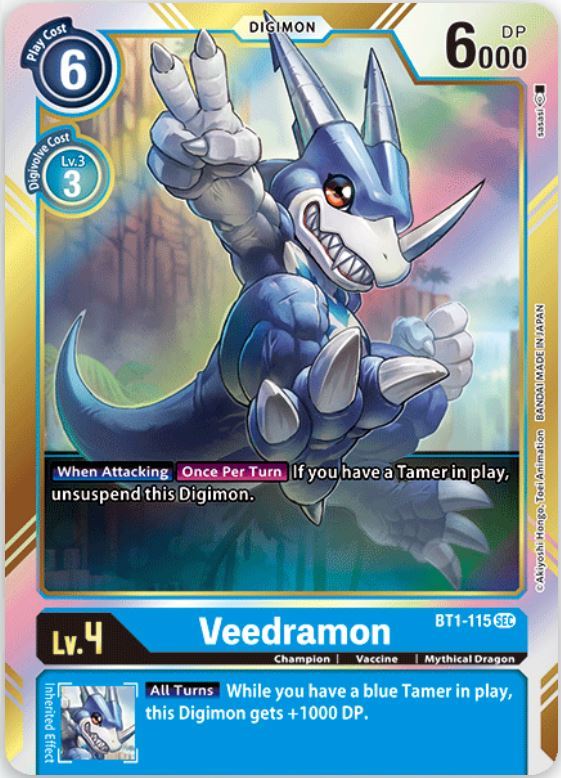 Play Cost
6
DIGIMON
DP
6000
Digivolve Cost
Lv.3
3
sasasi
©Akiyoshi Hongo, Toei Animation BANDAI MADE IN JAPAN
When Attacking Once Per Turn If you have a Tamer in play,
unsuspend this Digimon.
Lv.4
Veedramon
BT1-115 SEC
Champion | Vaccine | Mythical Dragon
Inherited Effect
All Turns While you have a blue Tamer in play,
this Digimon gets +1000 DP.